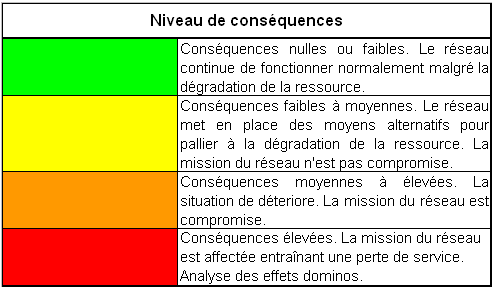 Niveau de conséquences
Conséquences nulles ou faibles. Le réseau
continue de fonctionner normalement malgré la
dégradation de la ressource.
Conséquences faibles à moyennes. Le réseau
met en place des moyens alternatifs pour
pallier à la dégradation de la ressource. La
mission du réseau n'est pas compromise.
Conséquences moyennes à élevées. La
situation de déteriore. La mission du réseau est
compromise.
Conséquences élevées. La mission du réseau
est affectée entraînant une perte de service.
Analyse des effets dominos.